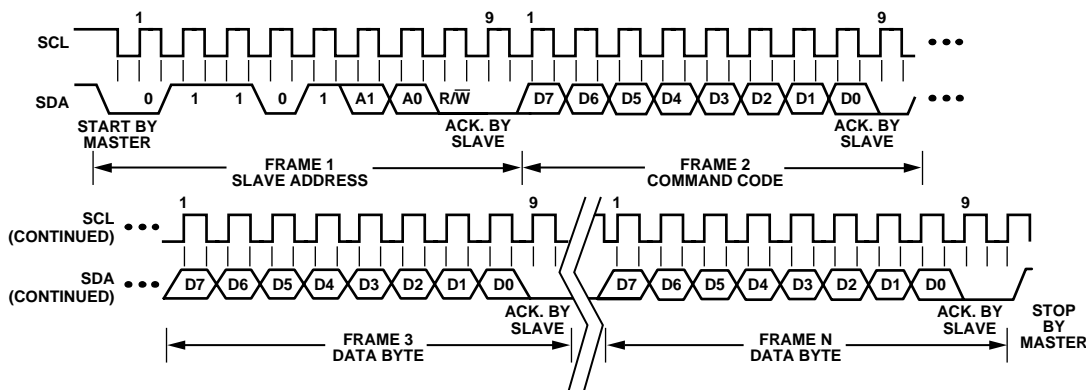 1 9 1 9
SCL
SDA 0 1 1 0 1 A1 A0 R/W̅ D7 D6 D5 D4 D3 D2 D1 D0
START BY MASTER
ACK. BY SLAVE
ACK. BY SLAVE
FRAME 1
SLAVE ADDRESS
FRAME 2
COMMAND CODE
1 9 1 9
SCL
(CONTINUED)
SDA
(CONTINUED)
D7 D6 D5 D4 D3 D2 D1 D0 D7 D6 D5 D4 D3 D2 D1 D0
ACK. BY SLAVE
ACK. BY SLAVE
STOP BY MASTER
FRAME 3
DATA BYTE
FRAME N
DATA BYTE